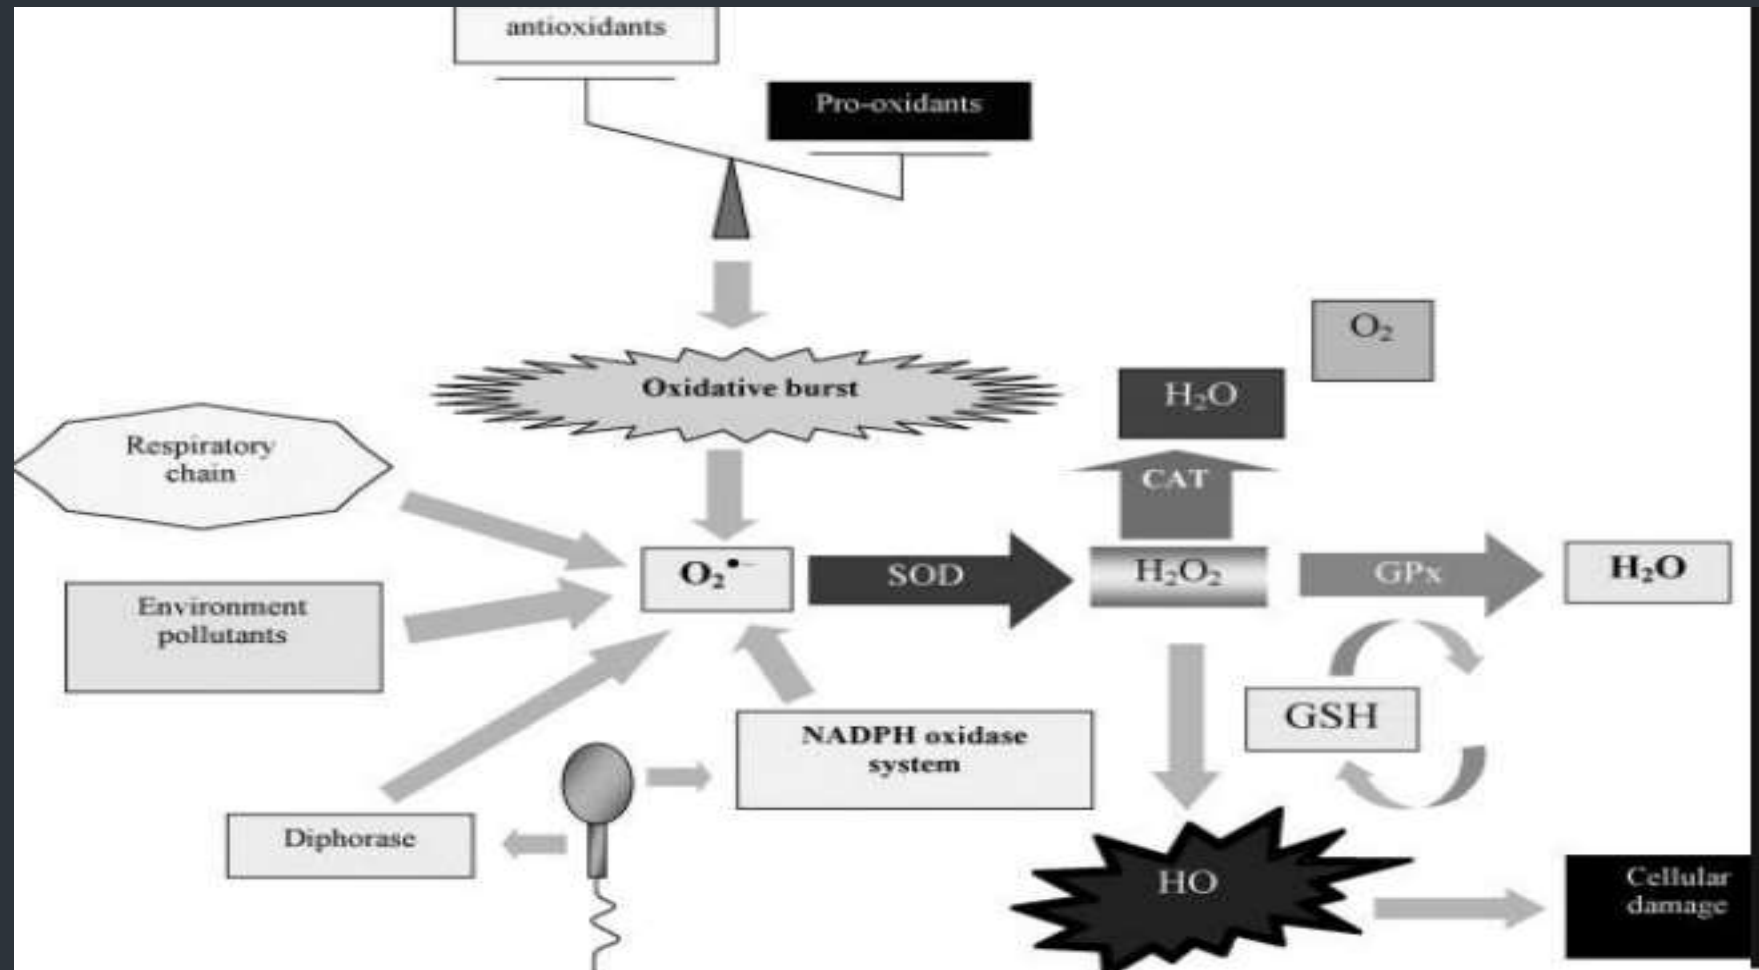 antioxidants
Pro-oxidants
O₂
Oxidative burst
H₂O
Respiratory
chain
CAT
O₂•−
SOD
H₂O₂
GPx
H₂O
Environment
pollutants
GSH
NADPH oxidase
system
Diphorase
HO
Cellular
damage